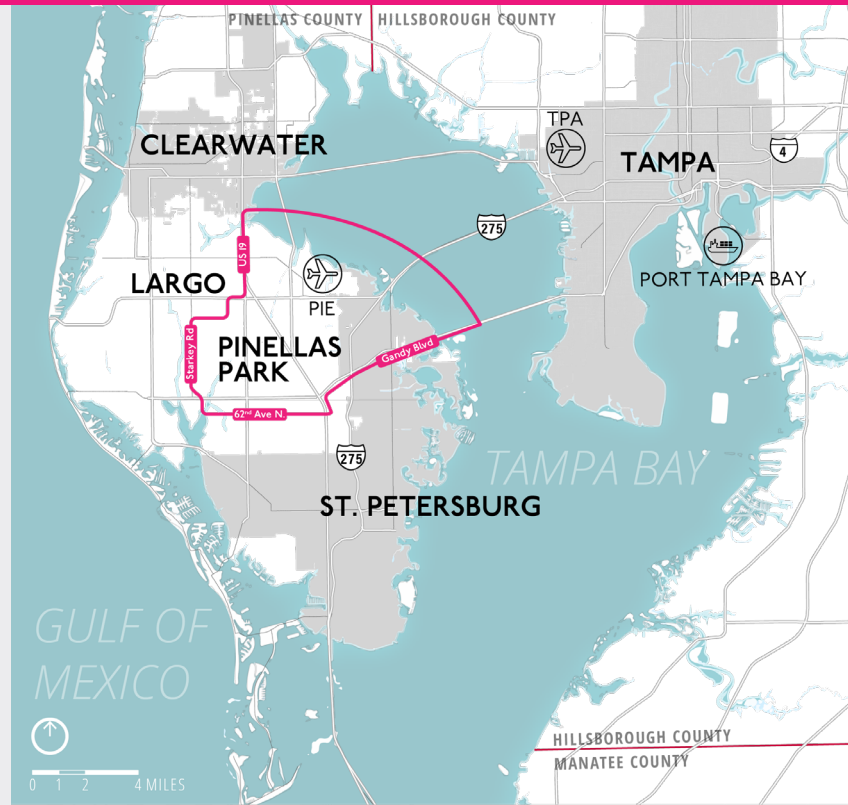 PINELLAS COUNTY
HILLSBOROUGH COUNTY
TPA
CLEARWATER
TAMPA
4
275
US 19
LARGO
PIE
PORT TAMPA BAY
Starkey Rd
PINELLAS
PARK
Gandy Blvd
62nd Ave N.
275
TAMPA BAY
ST. PETERSBURG
GULF OF
MEXICO
HILLSBOROUGH COUNTY
MANATEE COUNTY
0 1 2 4 MILES